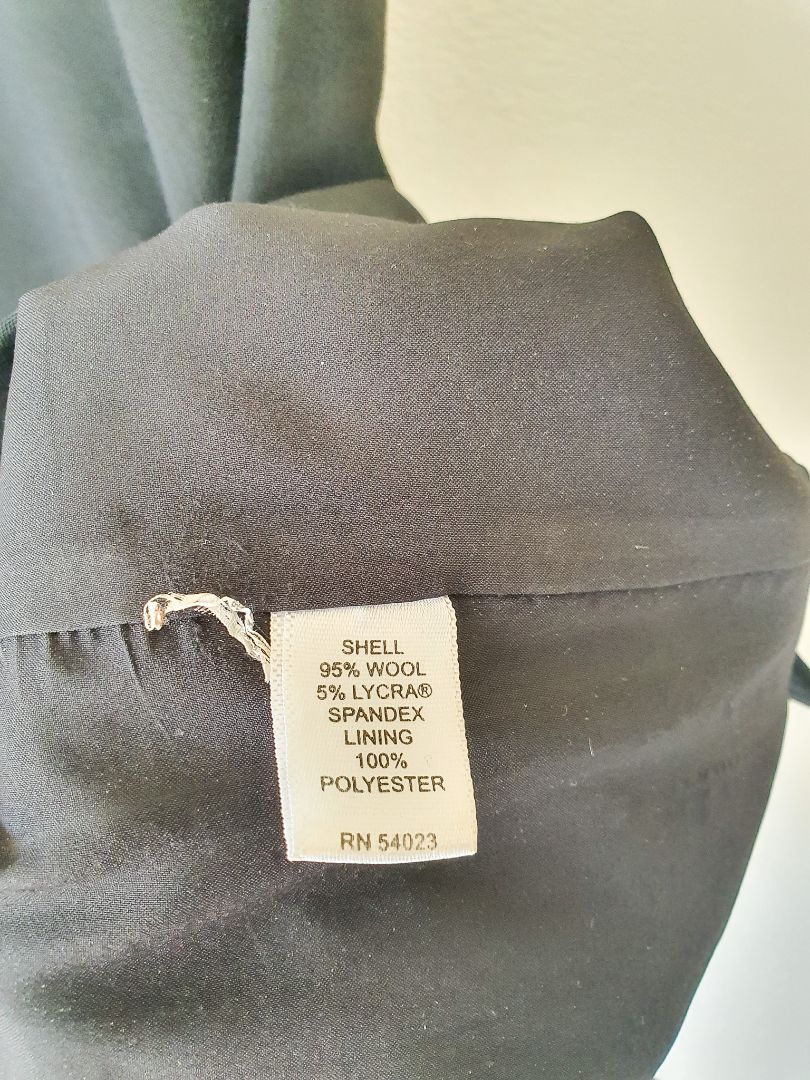 SHELL
95% WOOL
5% LYCRA®
SPANDEX
LINING
100%
POLYESTER
RN 54023